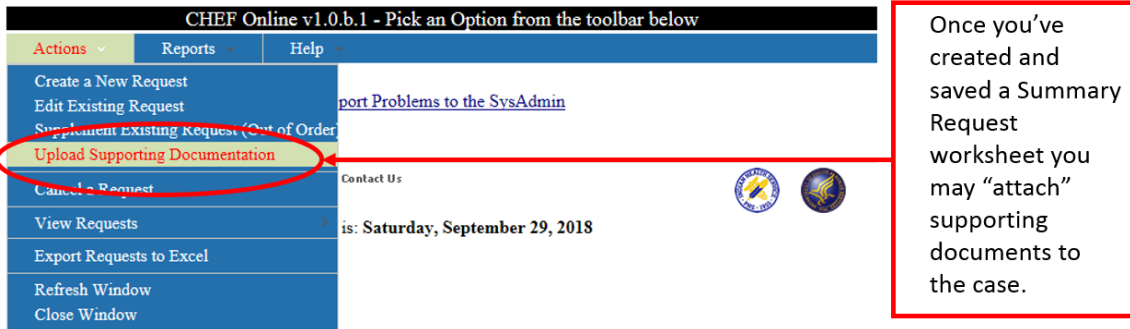 CHEF Online v1.0.b.1 - Pick an Option from the toolbar below
Actions Reports Help
Create a New Request
Edit Existing Request
port Problems to the SysAdmin
Supplement Existing Request (Out of Order)
Upload Supporting Documentation
Contact Us
Cancel a Request
View Requests
is: Saturday, September 29, 2018
Export Requests to Excel
Refresh Window
Close Window
Once you’ve
created and
saved a Summary
Request
worksheet you
may “attach”
supporting
documents to
the case.